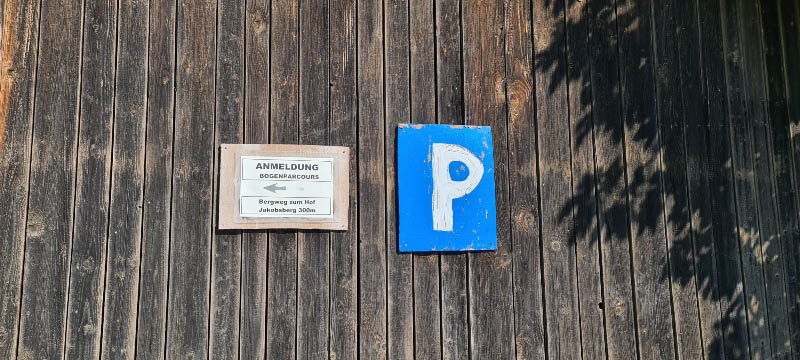 ANMELDUNG
BOGENPARCOURS
Bergweg zum Hof
Jakobsberg 300m
P